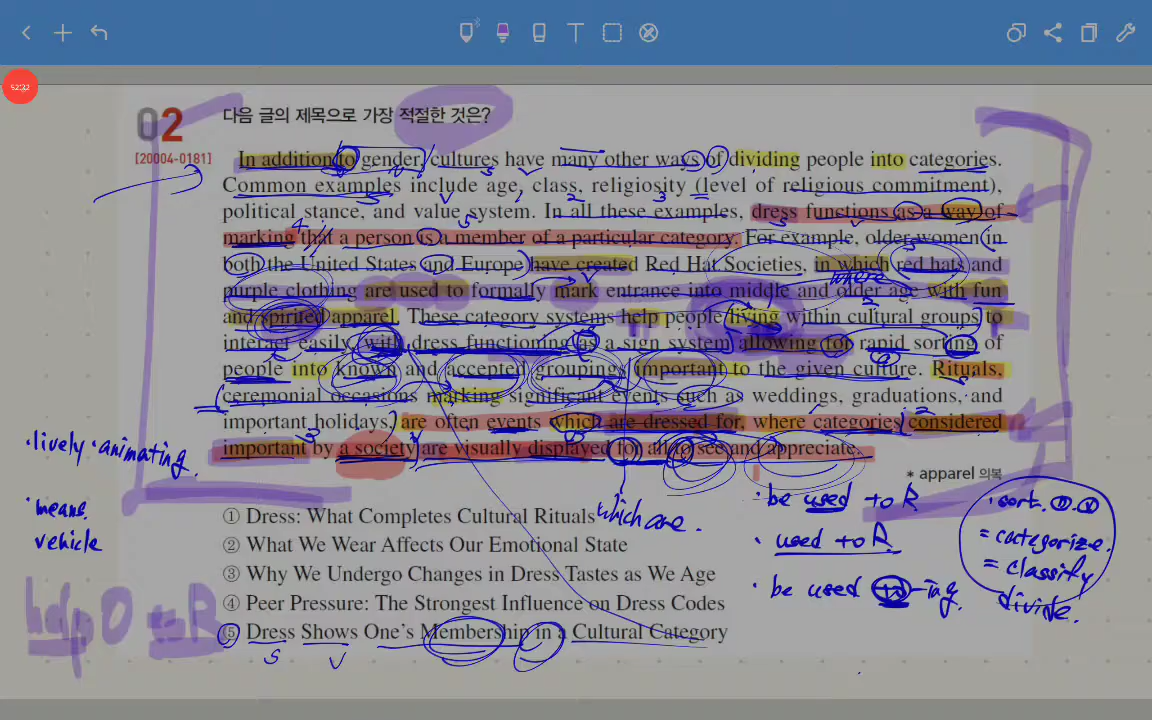 52:22
02
[20004-0181]
다음 글의 제목으로 가장 적절한 것은?
In addition to gender, cultures have many other ways of dividing people into categories.
Common examples include age, class, religiosity (level of religious commitment),
political stance, and value system. In all these examples, dress functions as a way of
marking that a person is a member of a particular category. For example, older women in
both the United States and Europe have created Red Hat Societies, in which red hats and
where
purple clothing are used to formally mark entrance into middle and older age with fun
and spirited apparel. These category systems help people living within cultural groups to
interact easily, with dress functioning as a sign system allowing for rapid sorting of
people into known and accepted groupings important to the given culture. Rituals,
ceremonial occasions marking significant events such as weddings, graduations, and
important holidays, are often events which are dressed for, where categories considered
important by a society are visually displayed for all to see and appreciate.
* apparel 의복
· lively · animating.
· means.
vehicle
help O to R
① Dress: What Completes Cultural Rituals
which are.
② What We Wear Affects Our Emotional State
③ Why We Undergo Changes in Dress Tastes as We Age
④ Peer Pressure: The Strongest Influence on Dress Codes
⑤ Dress Shows One's Membership in a Cultural Category
S V
· be used to R
· used to R.
· be used to -ing.
· sort.
= categorize.
= classify
divide.